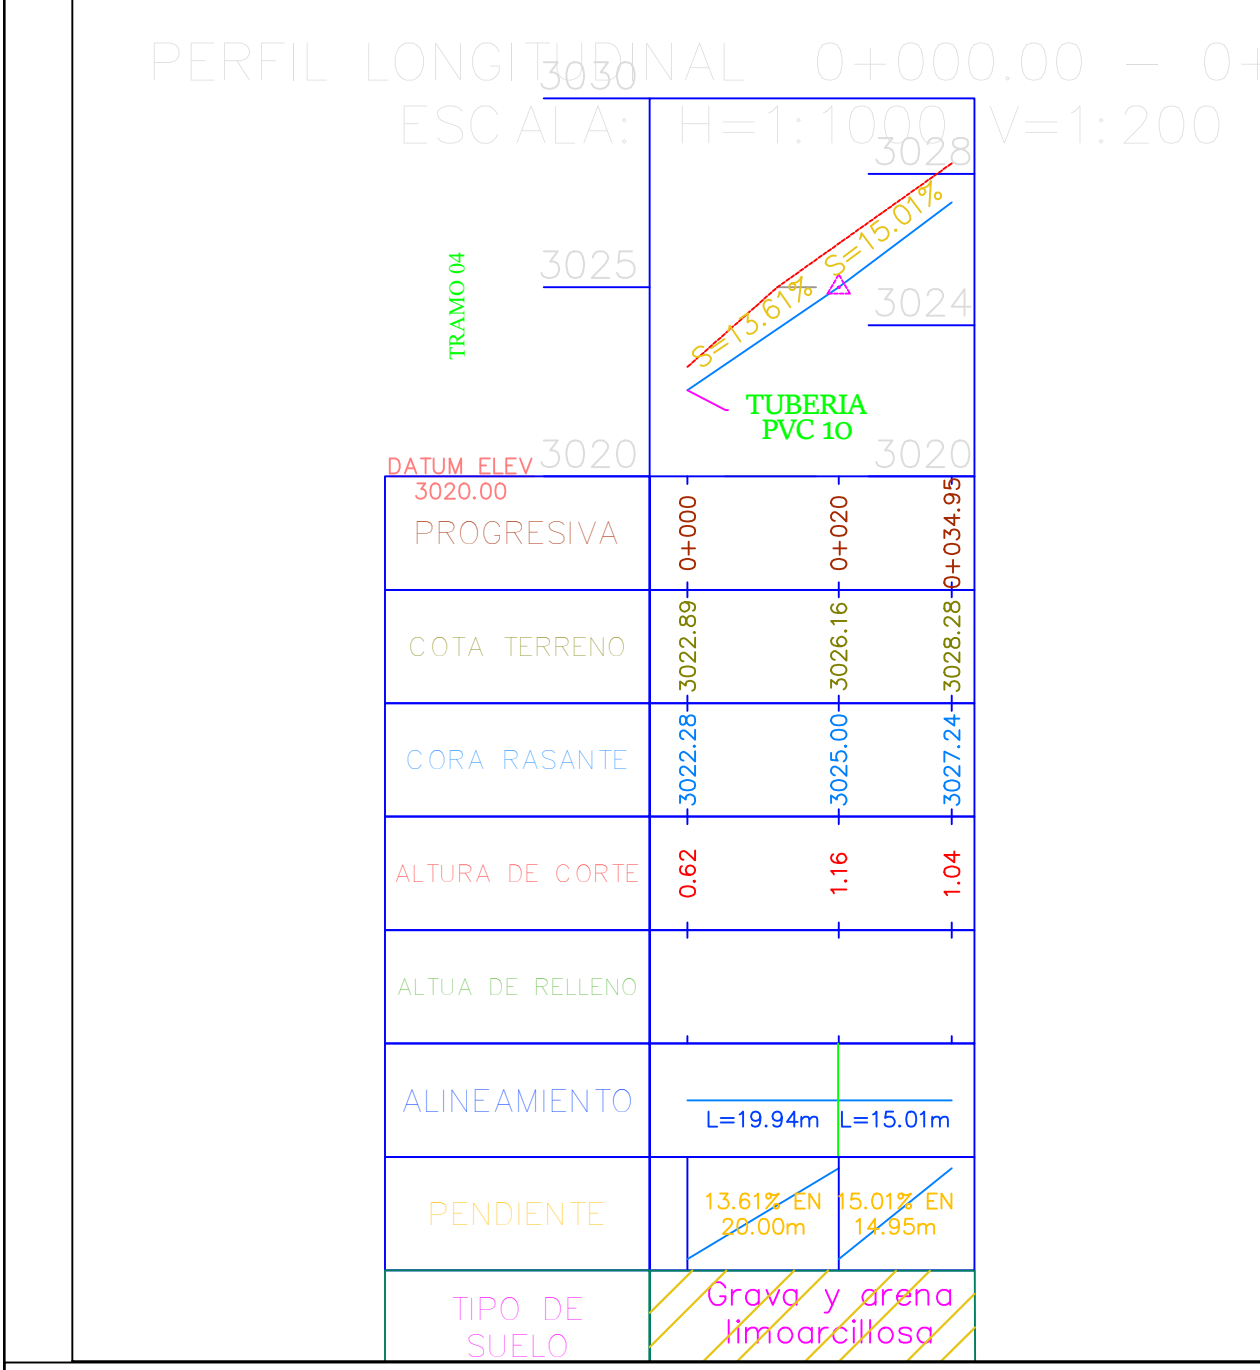 PERFIL LONGITUDINAL 0+000.00 - 0+
ESCALA: H=1:1000 V=1:200
3030
3028
3025
3024
3020
3020
TRAMO 04
S=13.61%
S=15.01%
TUBERIA
PVC 10
DATUM ELEV
3020.00
PROGRESIVA
0+000
0+020
0+034.95
COTA TERRENO
3022.89
3026.16
3028.28
CORA RASANTE
3022.28
3025.00
3027.24
ALTURA DE CORTE
0.62
1.16
1.04
ALTUA DE RELLENO
ALINEAMIENTO
L=19.94m
L=15.01m
PENDIENTE
13.61% EN
20.00m
15.01% EN
14.95m
TIPO DE
SUELO
Grava y arena
limoarcillosa